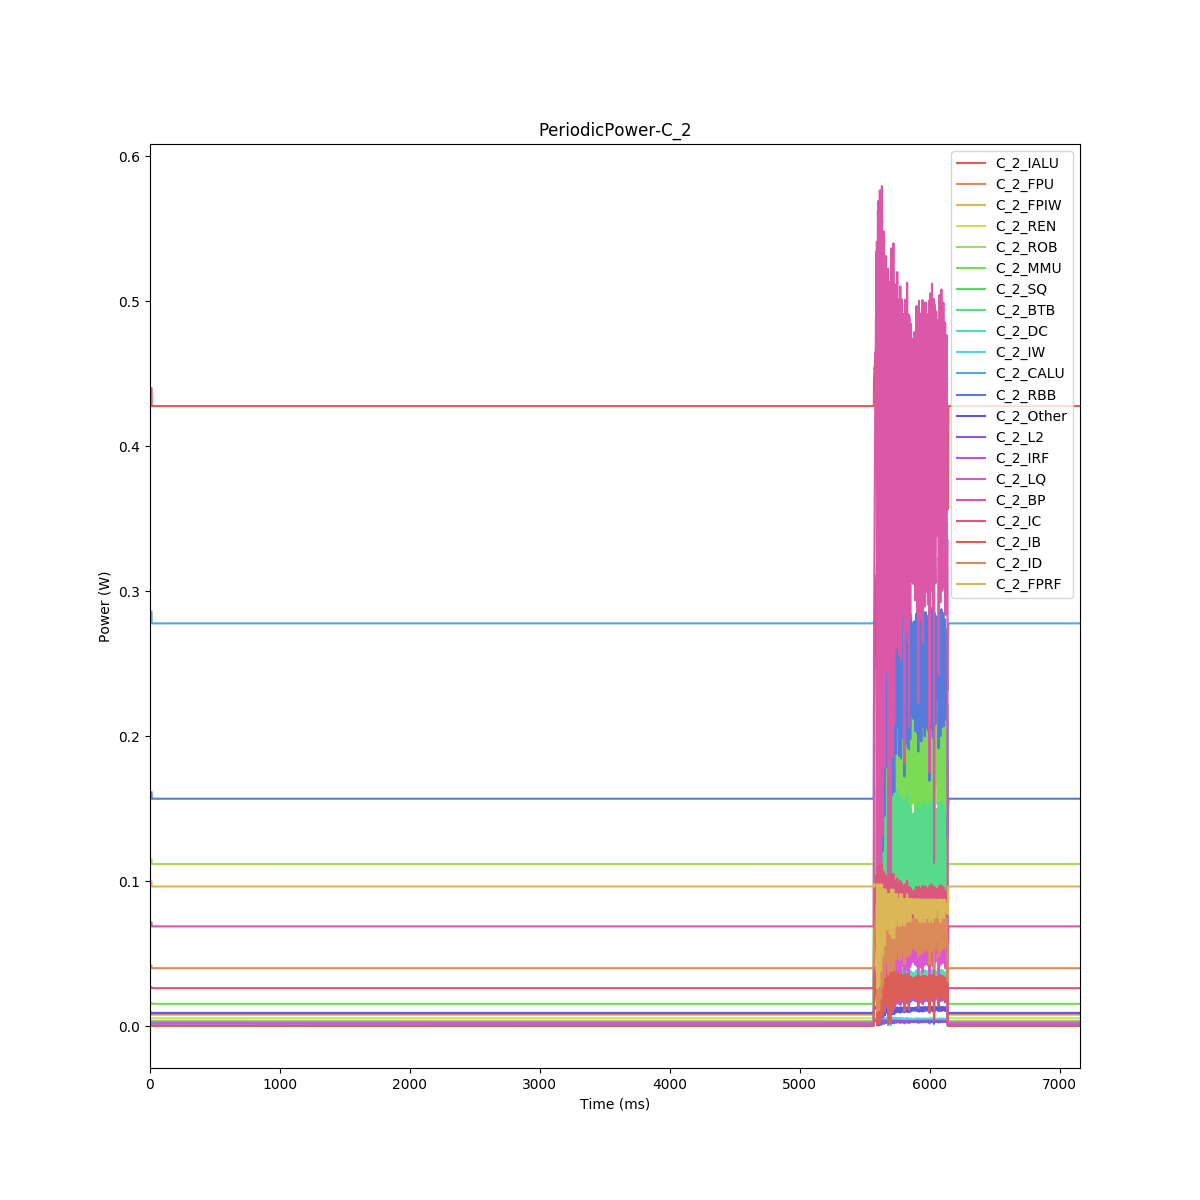 PeriodicPower-C_2
0.6
0.5
0.4
0.3
0.2
0.1
0.0
Power (W)
0
1000
2000
3000
4000
5000
6000
7000
Time (ms)
C_2_IALU
C_2_FPU
C_2_FPIW
C_2_REN
C_2_ROB
C_2_MMU
C_2_SQ
C_2_BTB
C_2_DC
C_2_IW
C_2_CALU
C_2_RBB
C_2_Other
C_2_L2
C_2_IRF
C_2_LQ
C_2_BP
C_2_IC
C_2_IB
C_2_ID
C_2_FPRF